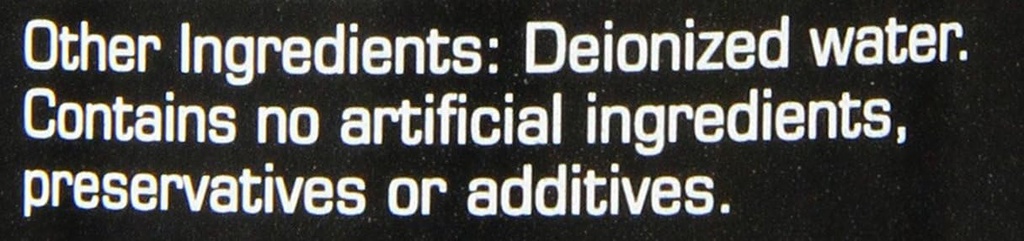 Other Ingredients: Deionized water.
Contains no artificial ingredients,
preservatives or additives.